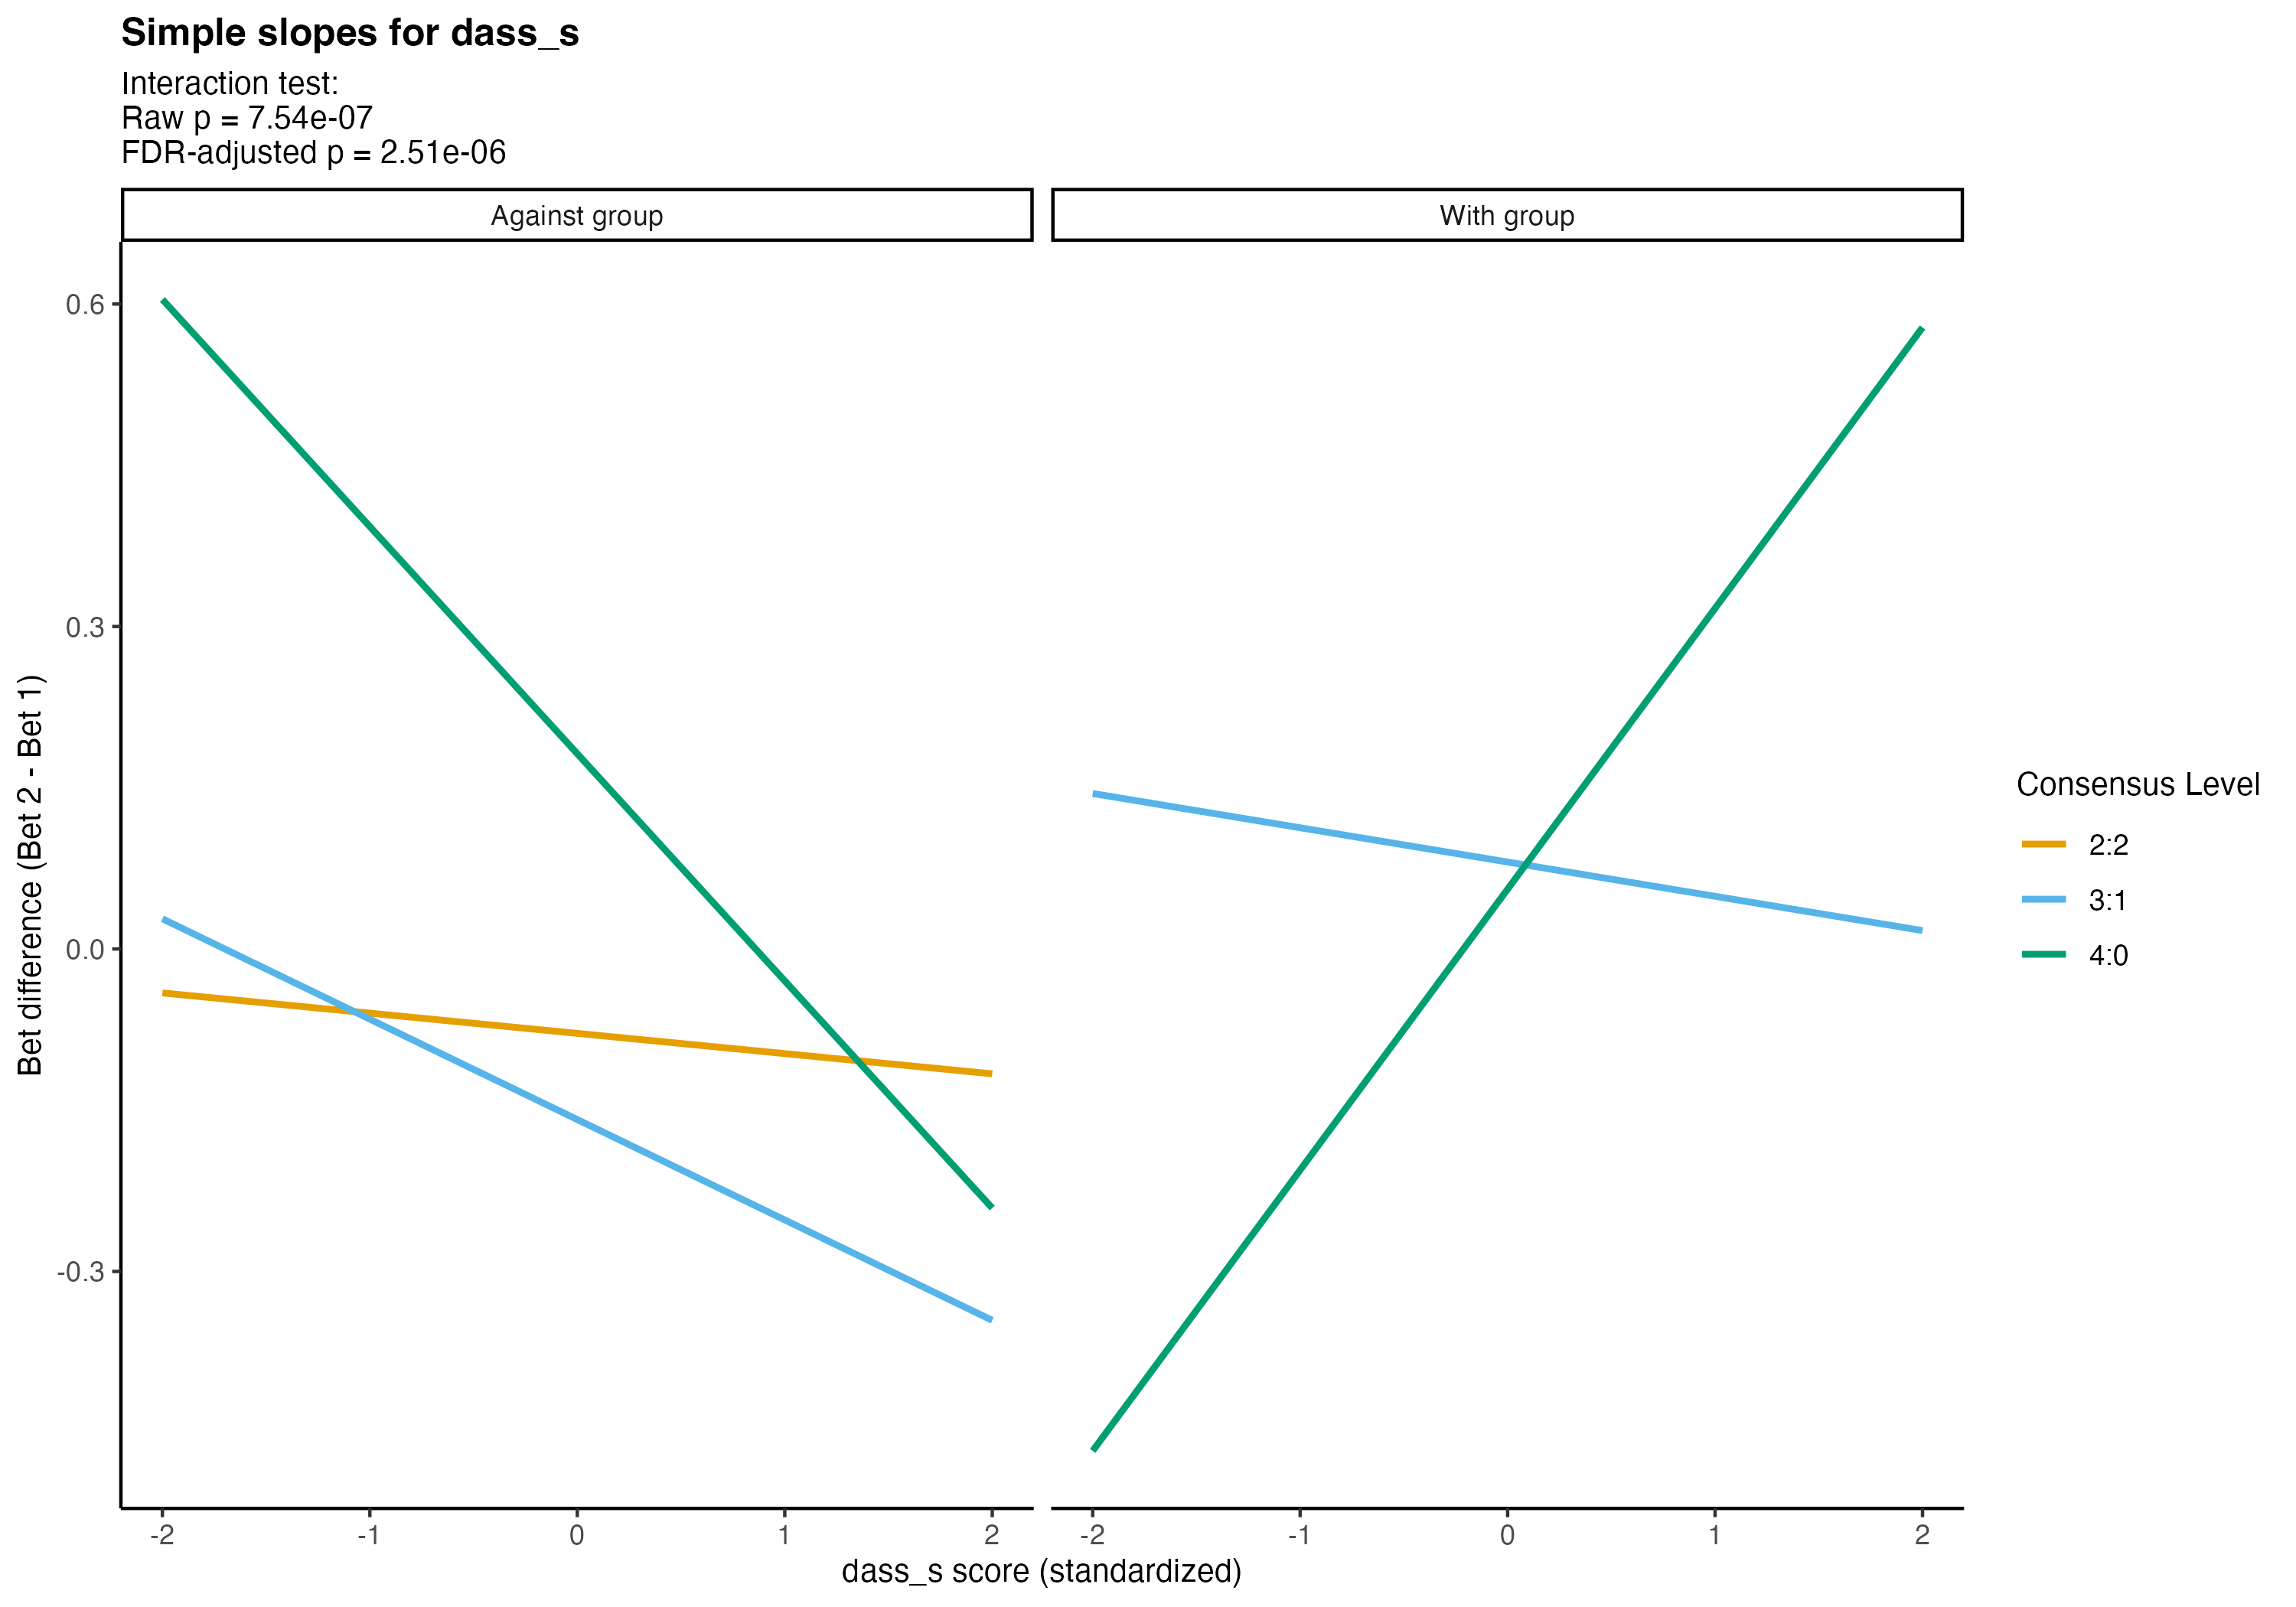 Simple slopes for dass_s
Interaction test:
Raw p = 7.54e-07
FDR-adjusted p = 2.51e-06
Against group
With group
0.6
0.3
0.0
-0.3
Bet difference (Bet 2 - Bet 1)
-2 -1 0 1 2
-2 -1 0 1 2
dass_s score (standardized)
Consensus Level
2:2
3:1
4:0